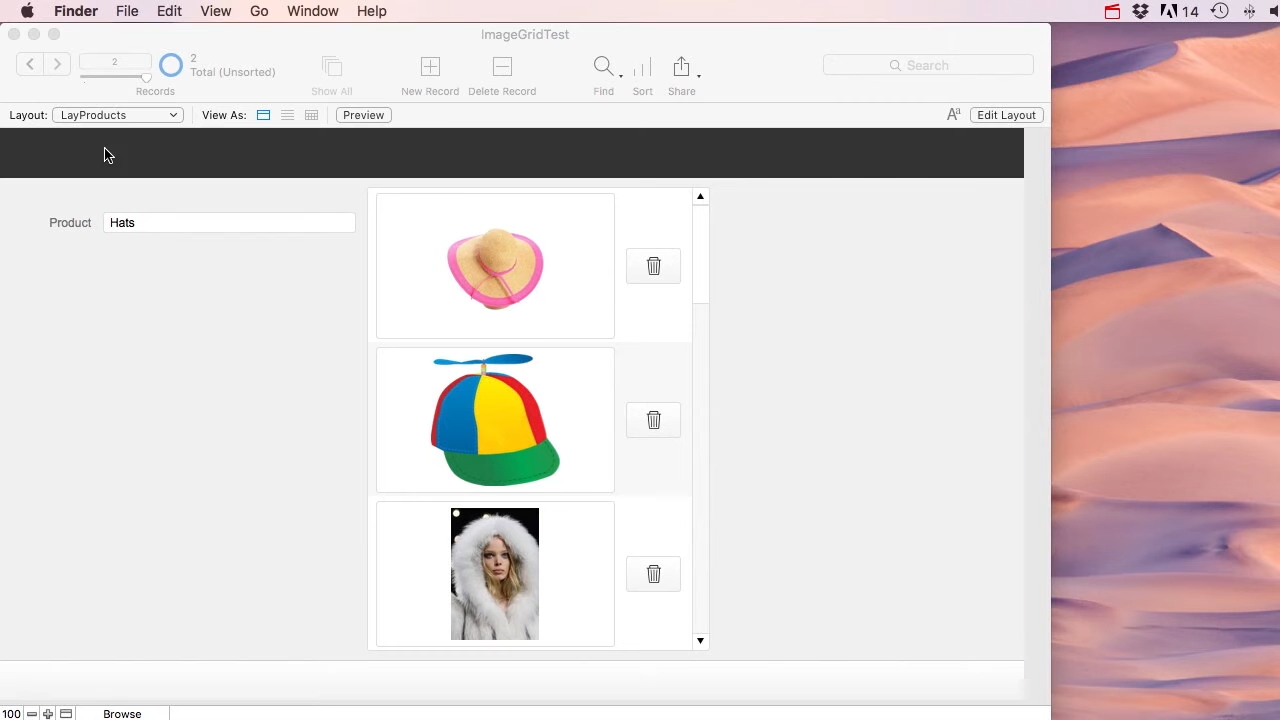 Finder File Edit View Go Window Help 14
ImageGridTest
2 2
Total (Unsorted)
Records Show All New Record Delete Record Find Sort Share Search
Layout: LayProducts View As: Preview Aa Edit Layout
Product Hats
100 Browse